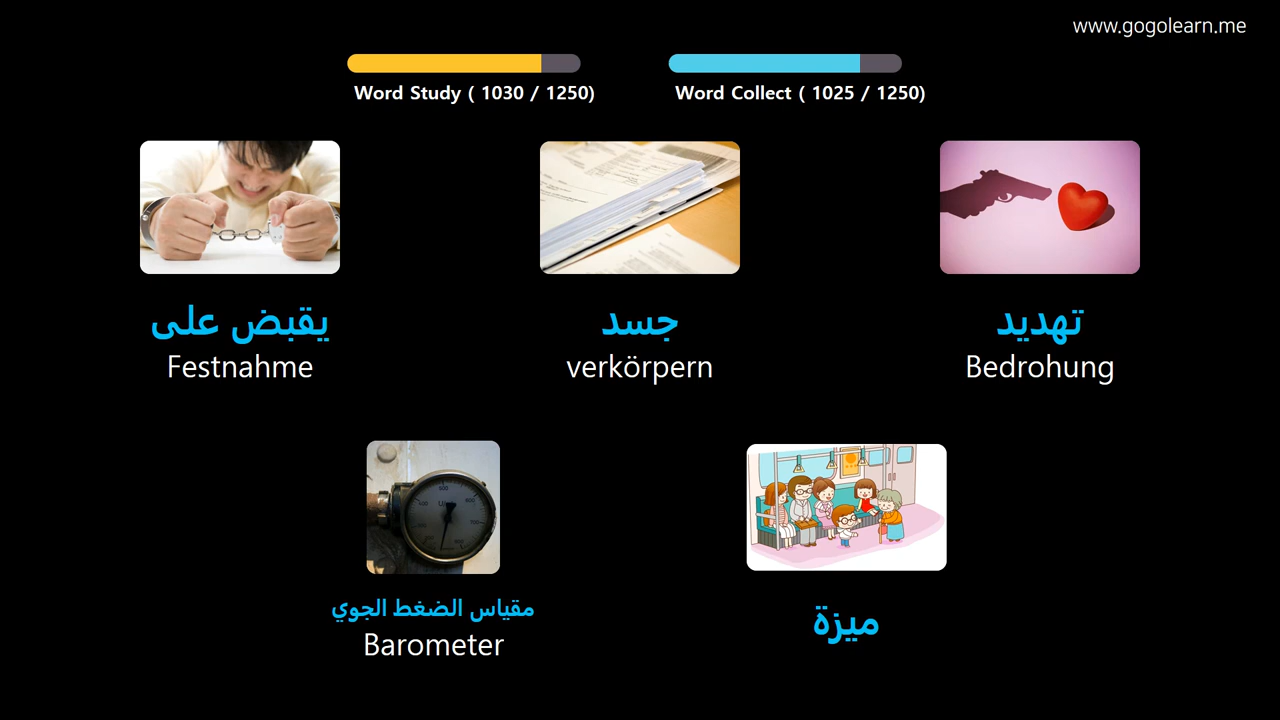 www.gogolearn.me
Word Study ( 1030 / 1250)
Word Collect ( 1025 / 1250)
يقبض على
Festnahme
جسد
verkörpern
تهديد
Bedrohung
مقياس الضغط الجوي
Barometer
ميزة